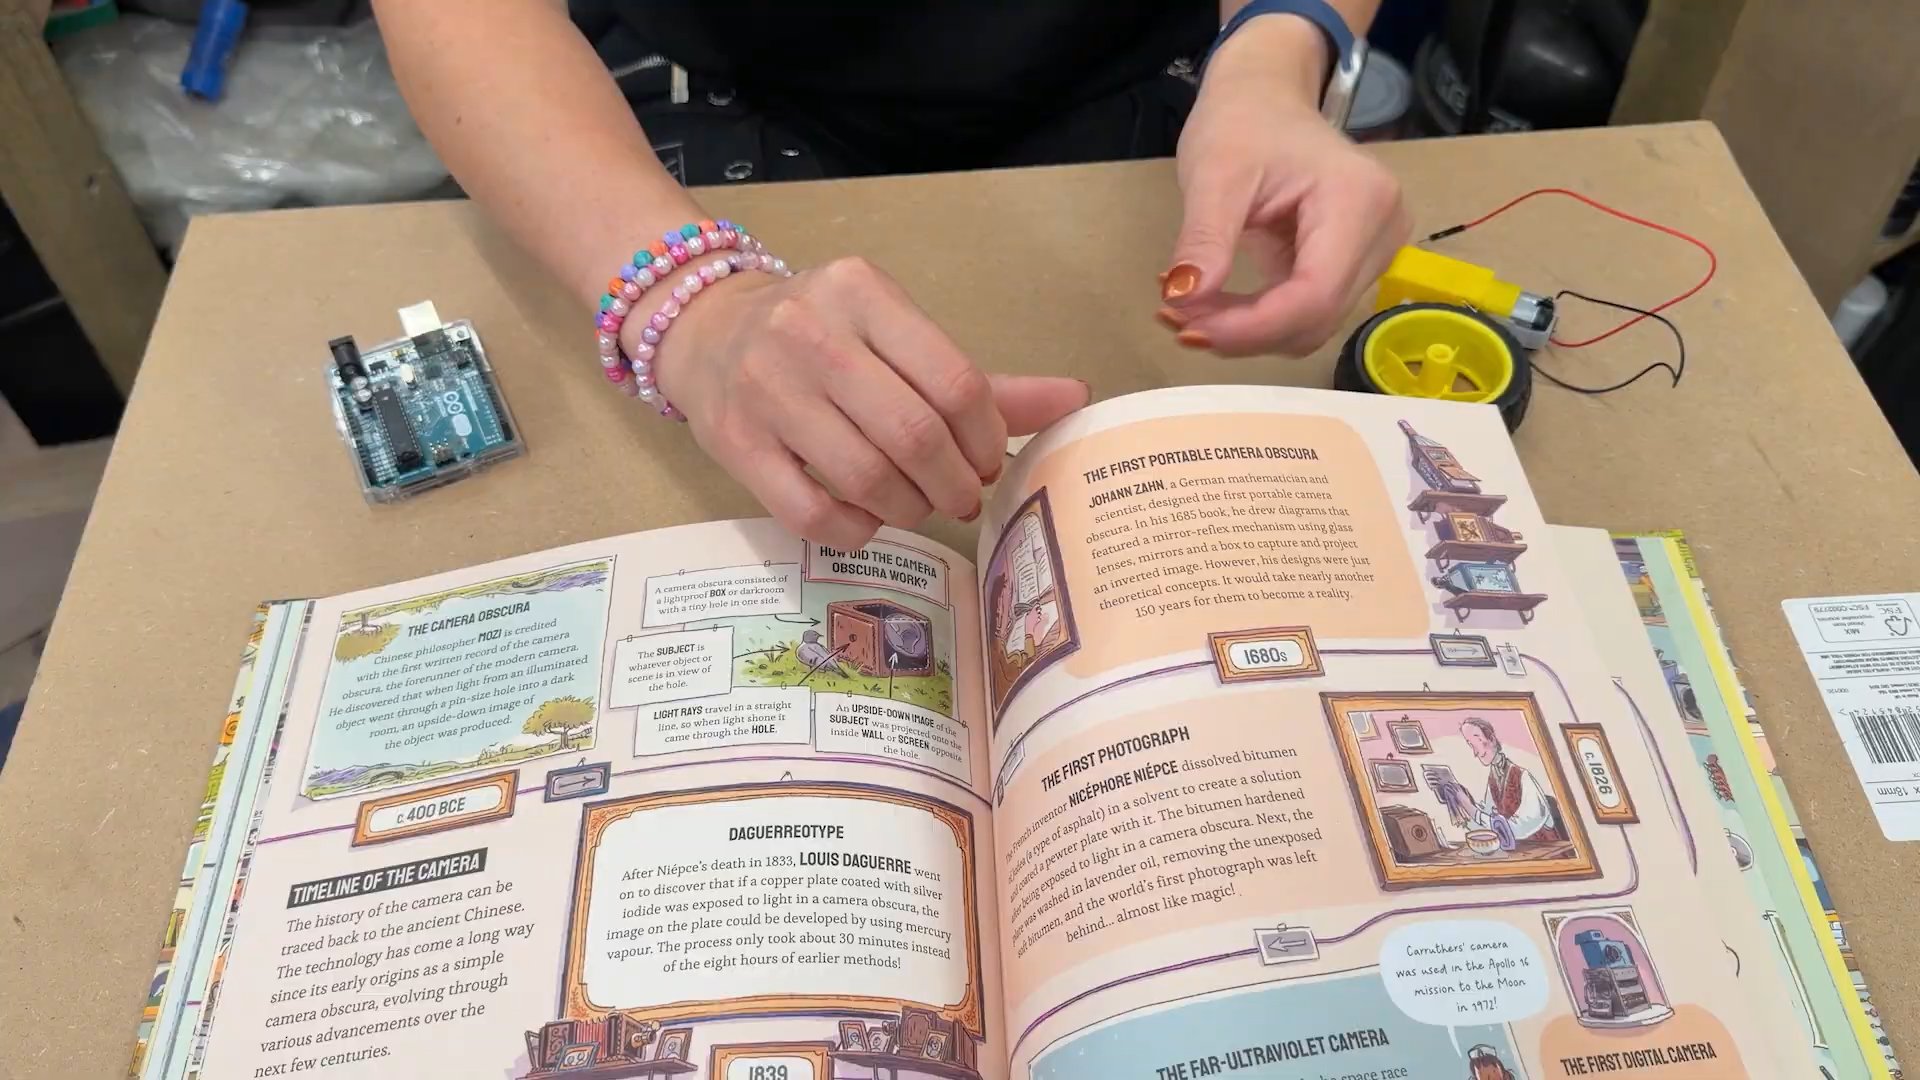 THE CAMERA OBSCURA
Chinese philosopher MOZI is credited
with the first written record of the camera
obscura, the forerunner of the modern camera.
He discovered that when light from an illuminated
object went through a pin-size hole into a dark
room, an upside-down image of
the object was produced.
c.400 BCE
HOW DID THE CAMERA
OBSCURA WORK?
A camera obscura consisted of
a lightproof BOX or darkroom
with a tiny hole in one side.
The SUBJECT is
whatever object or
scene is in view of
the hole.
LIGHT RAYS travel in a straight
line, so when light shone it
came through the HOLE.
An UPSIDE-DOWN IMAGE of the
SUBJECT was projected onto the
inside WALL or SCREEN opposite
the hole.
TIMELINE OF THE CAMERA
The history of the camera can be
traced back to the ancient Chinese.
The technology has come a long way
since its early origins as a simple
camera obscura, evolving through
various advancements over the
next few centuries.
DAGUERREOTYPE
After Niépce's death in 1833, LOUIS DAGUERRE went
on to discover that if a copper plate coated with silver
iodide was exposed to light in a camera obscura, the
image on the plate could be developed by using mercury
vapour. The process only took about 30 minutes instead
of the eight hours of earlier methods!
1839
THE FIRST PORTABLE CAMERA OBSCURA
JOHANN ZAHN, a German mathematician and
scientist, designed the first portable camera
obscura. In his 1685 book, he drew diagrams that
featured a mirror-reflex mechanism using glass
lenses, mirrors and a box to capture and project
an inverted image. However, his designs were just
theoretical concepts. It would take nearly another
150 years for them to become a reality.
1680s
THE FIRST PHOTOGRAPH
French inventor NICÉPHORE NIÉPCE dissolved bitumen
of Judea (a type of asphalt) in a solvent to create a solution
and coated a pewter plate with it. The bitumen hardened
after being exposed to light in a camera obscura. Next, the
plate was washed in lavender oil, removing the unexposed
soft bitumen, and the world's first photograph was left
behind... almost like magic!
c.1826
Carruthers' camera
was used in the Apollo 16
mission to the Moon
in 1972!
THE FAR-ULTRAVIOLET CAMERA
space race
THE FIRST DIGITAL CAMERA
FSC
MIX
18mm